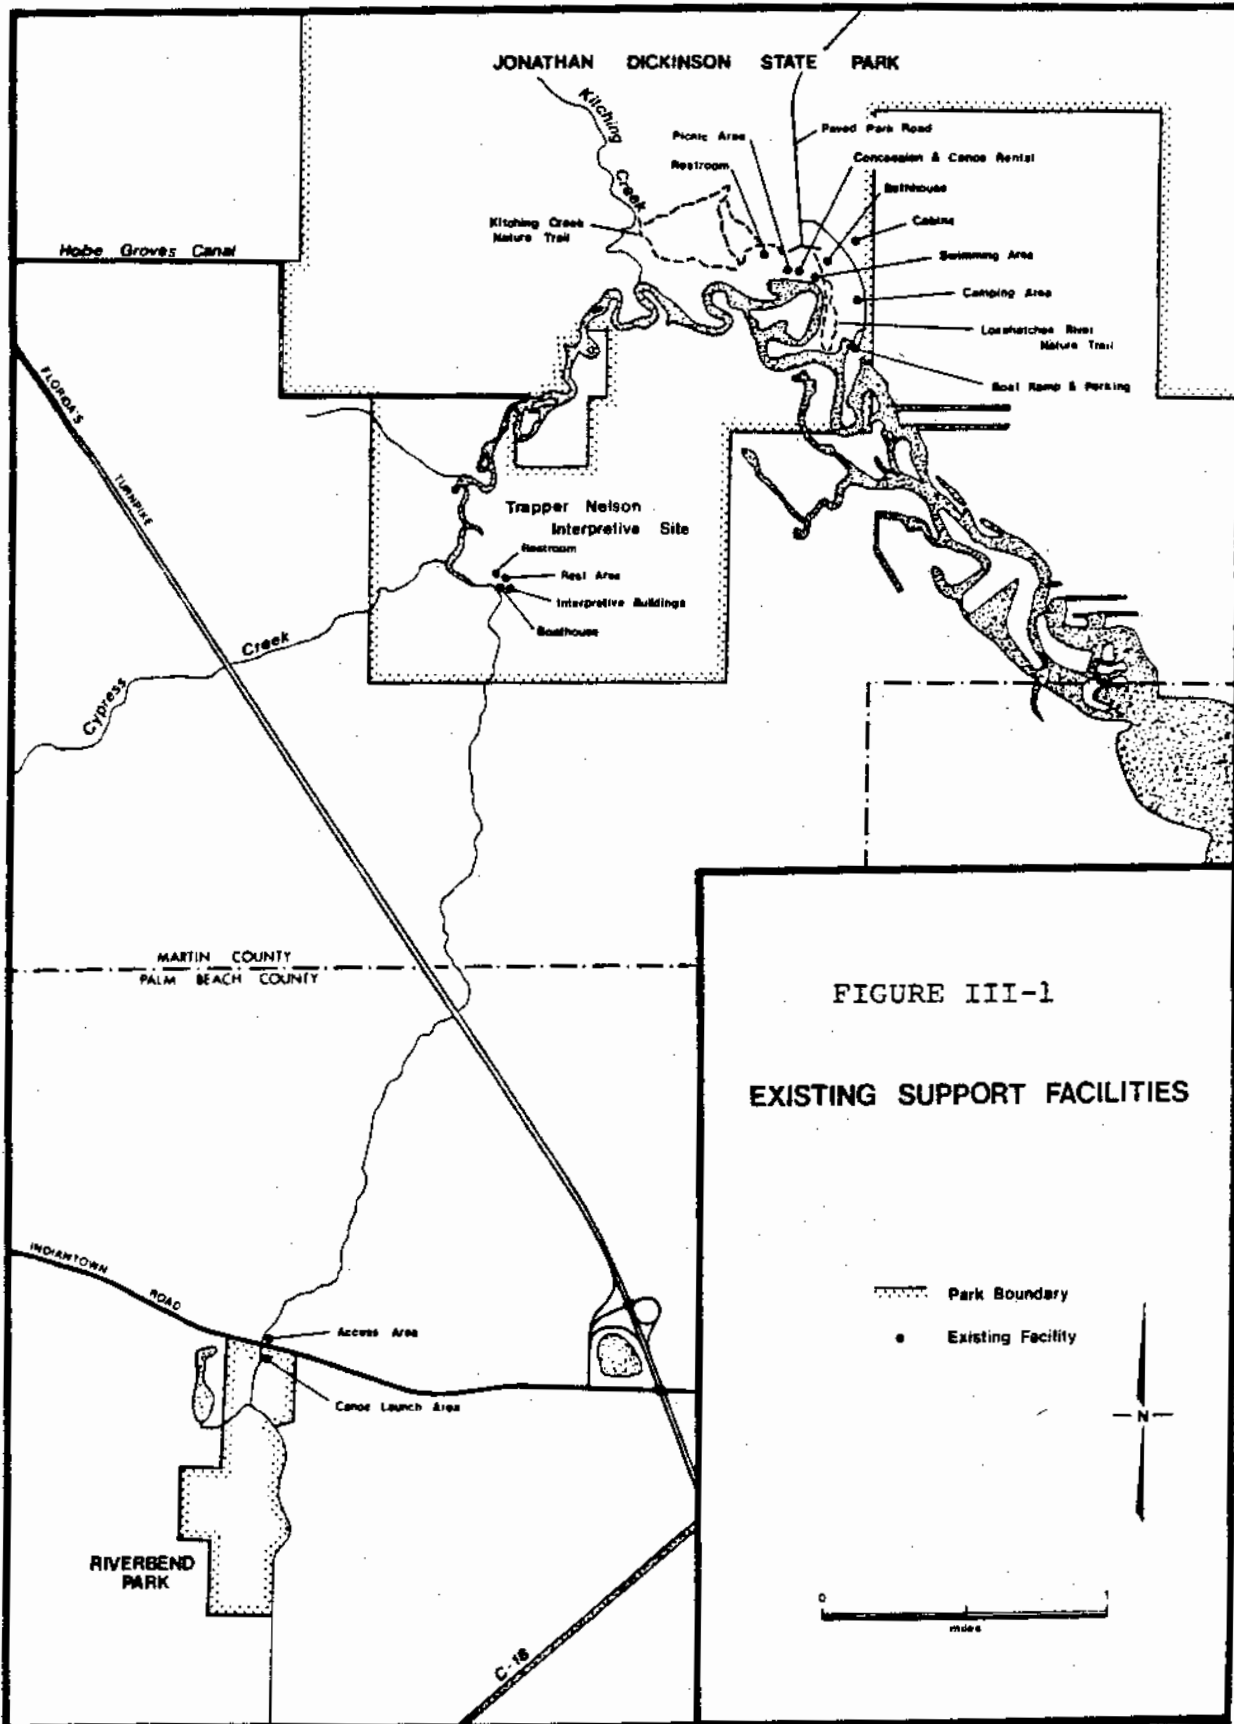 JONATHAN DICKINSON STATE PARK
Kitching
Creek
Picnic Area
Paved Park Road
Restroom
Concession & Canoe Rental
Bathhouse
Kitching Creek
Nature Trail
Cabins
Hobe Groves Canal
Swimming Area
Camping Area
Loxahatchee River
Nature Trail
Boat Ramp & Parking
FLORIDA'S
TURNPIKE
Trapper Nelson
Interpretive Site
Restroom
Rest Area
Interpretive Buildings
Boathouse
Cypress
Creek
MARTIN COUNTY
PALM BEACH COUNTY
FIGURE III-1
EXISTING SUPPORT FACILITIES
INDIANTOWN
ROAD
Park Boundary
Access Area
Existing Facility
Canoe Launch Area
N
RIVERBEND
PARK
0 1
miles
C-18